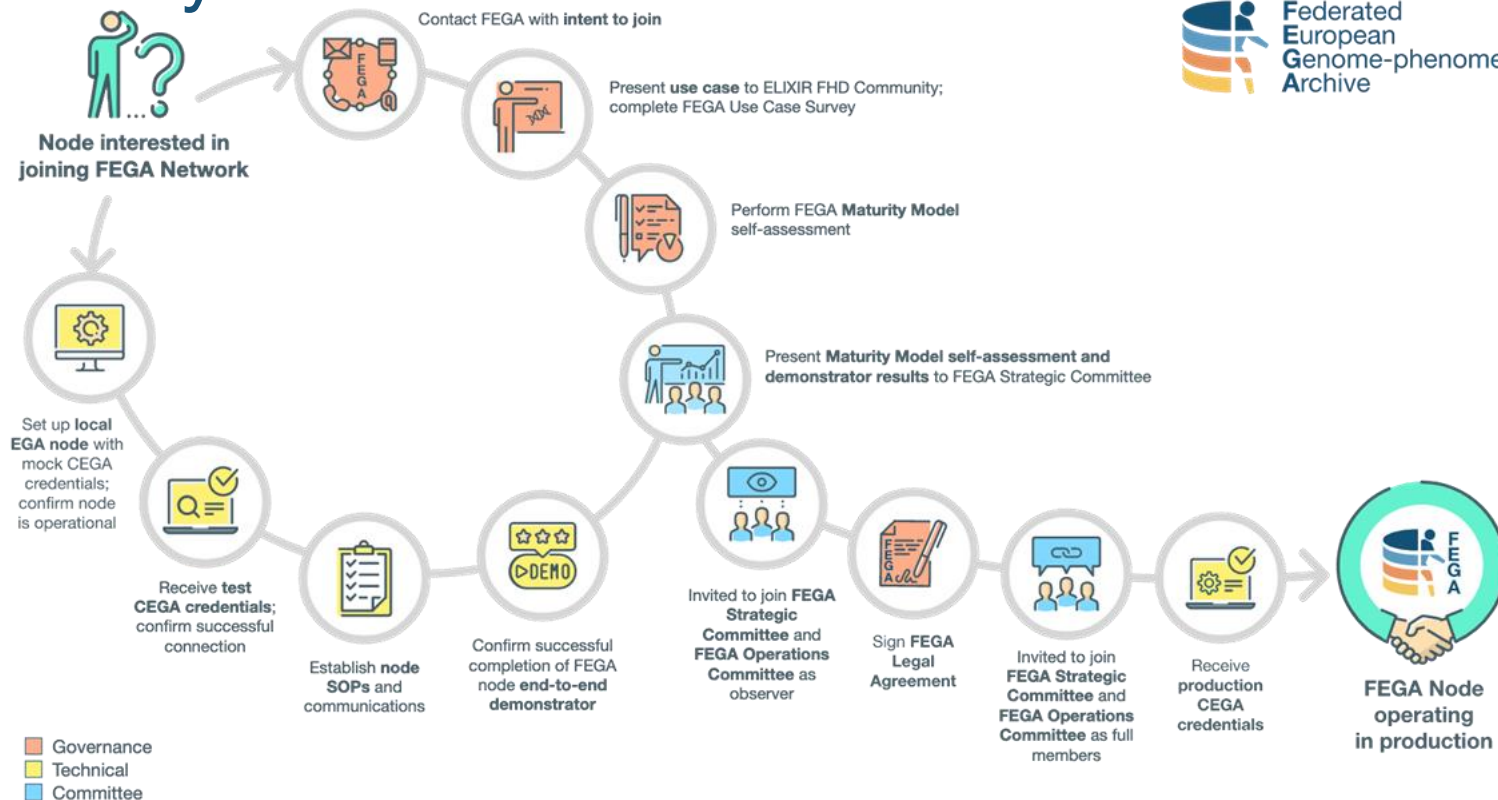 Federated
European
Genome-phenome
Archive
Contact FEGA with intent to join
FEGA
Present use case to ELIXIR FHD Community;
complete FEGA Use Case Survey
Node interested in
joining FEGA Network
Perform FEGA Maturity Model
self-assessment
Present Maturity Model self-assessment and
demonstrator results to FEGA Strategic Committee
Set up local
EGA node with
mock CEGA
credentials;
confirm node
is operational
Receive test
CEGA credentials;
confirm successful
connection
Establish node
SOPs and
communications
DEMO
Confirm successful
completion of FEGA
node end-to-end
demonstrator
Invited to join FEGA
Strategic
Committee and
FEGA Operations
Committee as
observer
FEGA
Sign FEGA
Legal
Agreement
Invited to join
FEGA Strategic
Committee and
FEGA Operations
Committee as full
members
Receive
production
CEGA
credentials
FEGA
FEGA Node
operating
in production
Governance
Technical
Committee